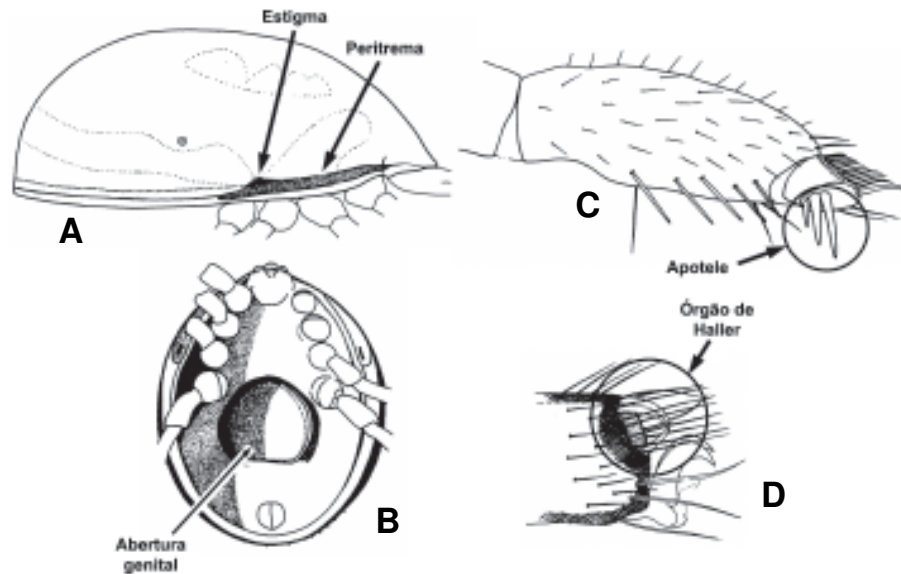 Estigma
Peritrema
A
C
Apotele
Órgão de
Haller
B
D
Abertura
genital